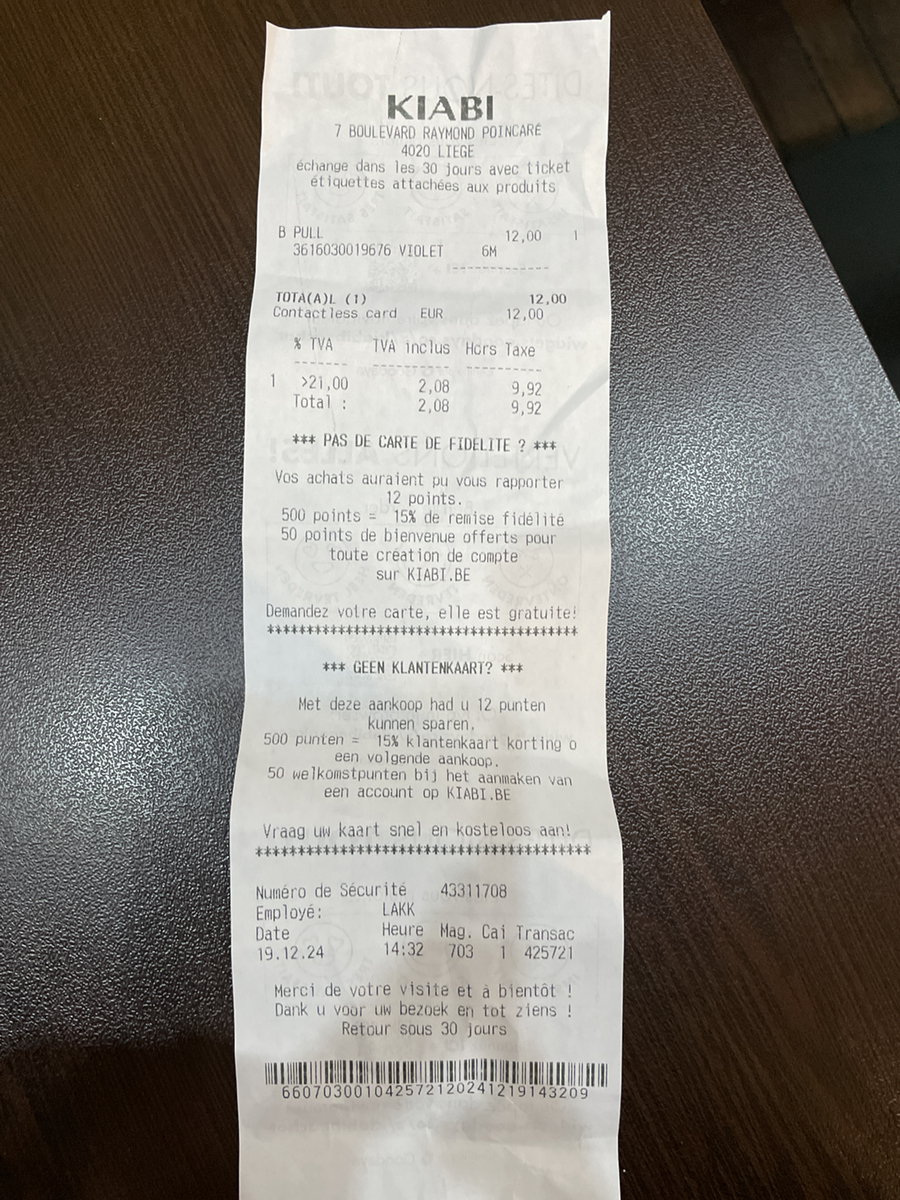 KIABI
7 BOULEVARD RAYMOND POINCARÉ
4020 LIEGE
échange dans les 30 jours avec ticket
étiquettes attachées aux produits
B PULL 12,00 1
3616030019676 VIOLET 6M
------------
TOTA(A)L (1) 12,00
Contactless card EUR 12,00
% TVA TVA inclus Hors Taxe
------- ---------- ----------
1 >21,00 2,08 9,92
Total : 2,08 9,92
*** PAS DE CARTE DE FIDELITE ? ***
Vos achats auraient pu vous rapporter
12 points.
500 points = 15% de remise fidélité
50 points de bienvenue offerts pour
toute création de compte
sur KIABI.BE
Demandez votre carte, elle est gratuite!
****************************************
*** GEEN KLANTENKAART? ***
Met deze aankoop had u 12 punten
kunnen sparen.
500 punten = 15% klantenkaart korting o
een volgende aankoop.
50 welkomstpunten bij het aanmaken van
een account op KIABI.BE
Vraag uw kaart snel en kosteloos aan!
****************************************
Numéro de Sécurité 43311708
Employé: LAKK
Date Heure Mag. Cai Transac
19.12.24 14:32 703 1 425721
Merci de votre visite et à bientôt !
Dank u voor uw bezoek en tot ziens !
Retour sous 30 jours
660703001042572120241219143209